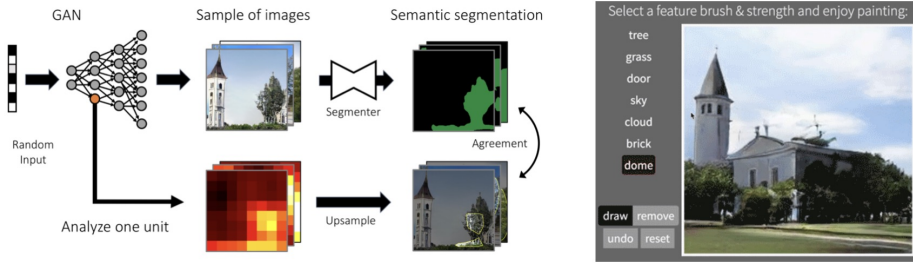 GAN
Sample of images
Semantic segmentation
Random
Input
Segmenter
Agreement
Analyze one unit
Upsample
Select a feature brush & strength and enjoy painting:
tree
grass
door
sky
cloud
brick
dome
draw remove
undo reset